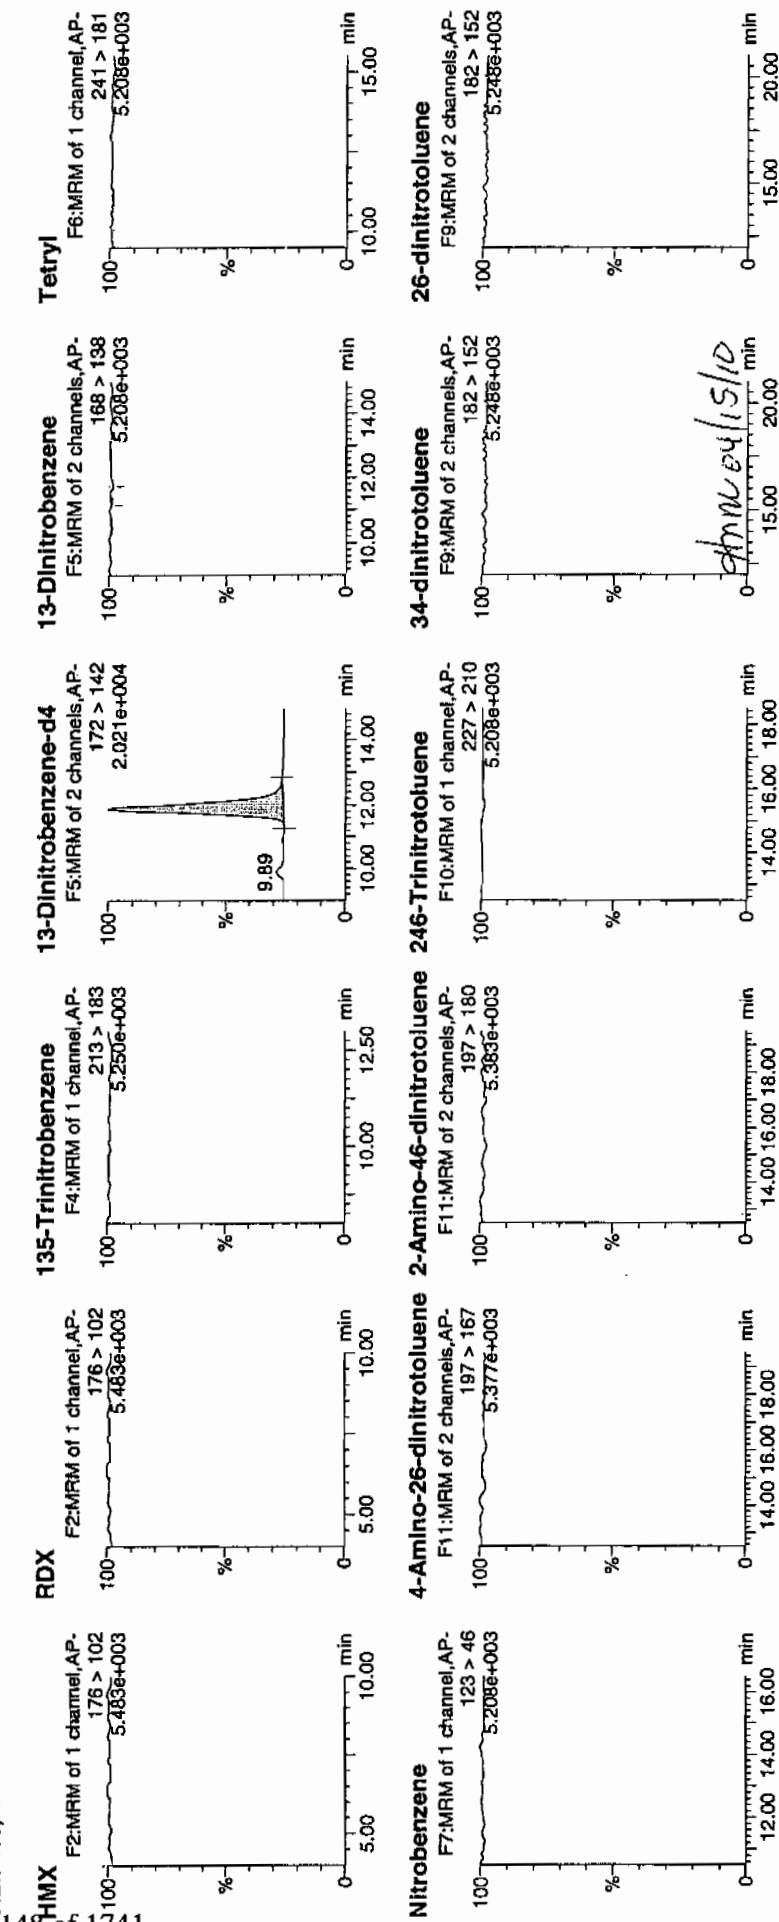 HMX
F2:MRM of 1 channel,AP-
176 > 102
5.483e+003
100
%
0
5.00 10.00 min
RDX
F2:MRM of 1 channel,AP-
176 > 102
5.483e+003
100
%
0
5.00 10.00 min
135-Trinitrobenzene
F4:MRM of 1 channel,AP-
213 > 183
5.250e+003
100
%
0
10.00 12.50 min
13-Dinitrobenzene-d4
F5:MRM of 2 channels,AP-
172 > 142
2.021e+004
100
9.89
%
0
10.00 12.00 14.00 min
13-Dinitrobenzene
F5:MRM of 2 channels,AP-
168 > 138
5.208e+003
100
%
0
10.00 12.00 14.00 min
Tetryl
F6:MRM of 1 channel,AP-
241 > 181
5.208e+003
100
%
0
10.00 15.00 min
Nitrobenzene
F7:MRM of 1 channel,AP-
123 > 46
5.208e+003
100
%
0
12.00 14.00 16.00 min
4-Amino-26-dinitrotoluene
F11:MRM of 2 channels,AP-
197 > 167
5.377e+003
100
%
0
14.00 16.00 18.00 min
2-Amino-46-dinitrotoluene
F11:MRM of 2 channels,AP-
197 > 180
5.383e+003
100
%
0
14.00 16.00 18.00 min
246-Trinitrotoluene
F10:MRM of 1 channel,AP-
227 > 210
5.208e+003
100
%
0
14.00 16.00 18.00 min
34-dinitrotoluene
F9:MRM of 2 channels,AP-
182 > 152
5.248e+003
100
%
04/15/10
0
15.00 20.00 min
26-dinitrotoluene
F9:MRM of 2 channels,AP-
182 > 152
5.248e+003
100
%
0
15.00 20.00 min
of 1741